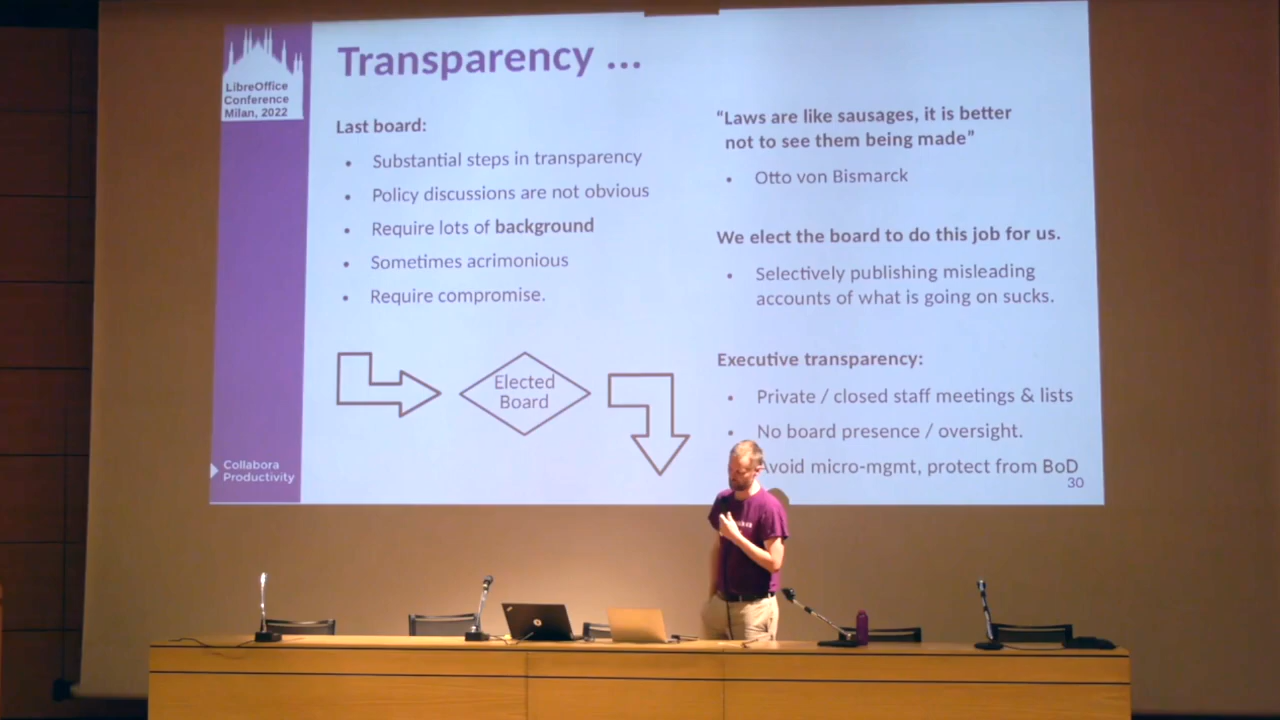 Transparency ...
LibreOffice
Conference
Milan, 2022
Last board:
• Substantial steps in transparency
• Policy discussions are not obvious
• Require lots of background
• Sometimes acrimonious
• Require compromise.
Elected
Board
“Laws are like sausages, it is better
not to see them being made”
• Otto von Bismarck
We elect the board to do this job for us.
• Selectively publishing misleading
accounts of what is going on sucks.
Executive transparency:
• Private / closed staff meetings & lists
• No board presence / oversight.
Avoid micro-mgmt, protect from BoD
30
Collabora
Productivity